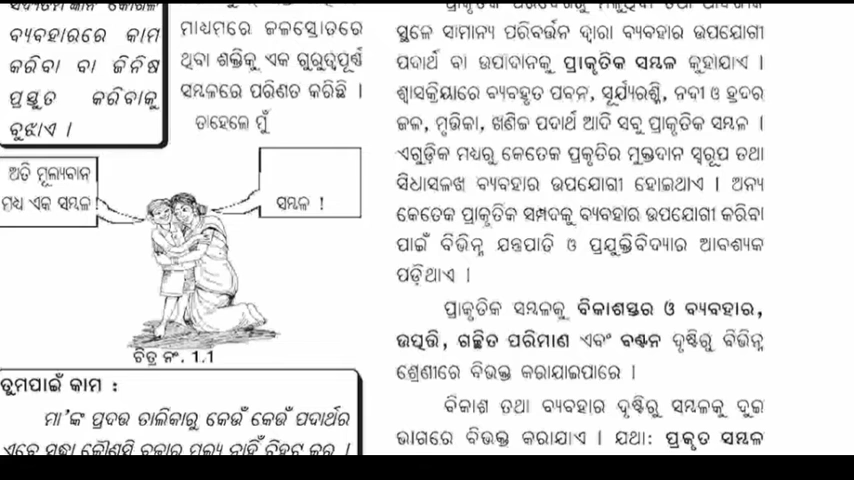 ବ୍ୟବହାରରେ କାମ
କରିବା ବା ଜିନିଷ
ପ୍ରସ୍ତୁତ କରିବାକୁ
ବୁଝାଏ ।
ମାଧ୍ୟମରେ ଜଳସ୍ରୋତରେ
ଥିବା ଶକ୍ତିକୁ ଏକ ଗୁରୁତ୍ୱପୂର୍ଣ୍ଣ
ସମ୍ବଳରେ ପରିଣତ କରିଛି ।
ତାହେଲେ ମୁଁ
ଅତି ମୂଲ୍ୟବାନ
ମଧ୍ୟ ଏକ ସମ୍ବଳ !
ସମ୍ବଳ !
ଚିତ୍ର ନଂ. 1.1
ତୁମପାଇଁ କାମ :
ମା'ଙ୍କ ପ୍ରଦତ୍ତ ତାଲିକାରୁ କେଉଁ କେଉଁ ପଦାର୍ଥର
ସ୍ଥଳେ ସାମାନ୍ୟ ପରିବର୍ତ୍ତନ ଦ୍ୱାରା ବ୍ୟବହାର ଉପଯୋଗୀ
ପଦାର୍ଥ ବା ଉପାଦାନକୁ ପ୍ରାକୃତିକ ସମ୍ବଳ କୁହାଯାଏ ।
ଶ୍ୱାସକ୍ରିୟାରେ ବ୍ୟବହୃତ ପବନ, ସୂର୍ଯ୍ୟରଶ୍ମି, ନଦୀ ଓ ହ୍ରଦର
ଜଳ, ମୃତ୍ତିକା, ଖଣିଜ ପଦାର୍ଥ ଆଦି ସବୁ ପ୍ରାକୃତିକ ସମ୍ବଳ ।
ଏଗୁଡ଼ିକ ମଧ୍ୟରୁ କେତେକ ପ୍ରକୃତିର ମୁକ୍ତଦାନ ସ୍ୱରୂପ ତଥା
ସିଧାସଳଖ ବ୍ୟବହାର ଉପଯୋଗୀ ହୋଇଥାଏ । ଅନ୍ୟ
କେତେକ ପ୍ରାକୃତିକ ସମ୍ପଦକୁ ବ୍ୟବହାର ଉପଯୋଗୀ କରିବା
ପାଇଁ ବିଭିନ୍ନ ଯନ୍ତ୍ରପାତି ଓ ପ୍ରଯୁକ୍ତିବିଦ୍ୟାର ଆବଶ୍ୟକ
ପଡ଼ିଥାଏ ।
ପ୍ରାକୃତିକ ସମ୍ବଳକୁ ବିକାଶସ୍ତର ଓ ବ୍ୟବହାର,
ଉତ୍ପତ୍ତି, ଗଚ୍ଛିତ ପରିମାଣ ଏବଂ ବଣ୍ଟନ ଦୃଷ୍ଟିରୁ ବିଭିନ୍ନ
ଶ୍ରେଣୀରେ ବିଭକ୍ତ କରାଯାଇପାରେ ।
ବିକାଶ ତଥା ବ୍ୟବହାର ଦୃଷ୍ଟିରୁ ସମ୍ବଳକୁ ଦୁଇ
ଭାଗରେ ବିଭକ୍ତ କରାଯାଏ । ଯଥା: ପ୍ରକୃତ ସମ୍ବଳ